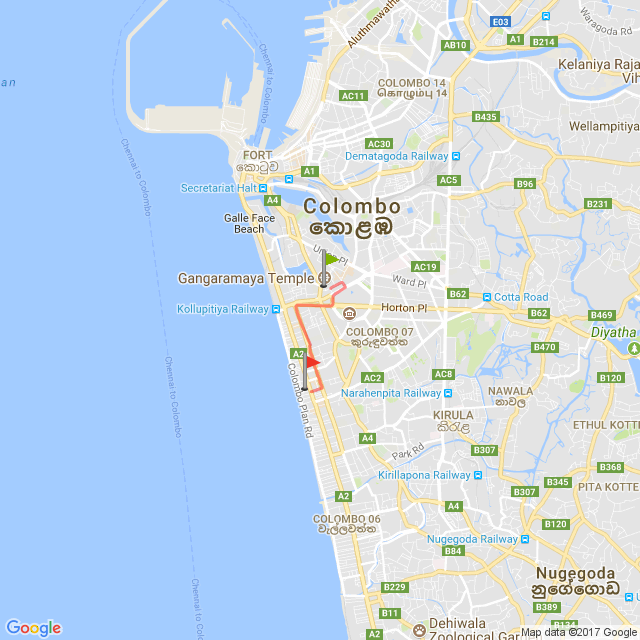 an
E03
Waragoda Rd
A1
AB10
B214
Aluthmawatha
Kelaniya Raja
Vih
COLOMBO 14
கொழும்பு 14
AC11
B435
Wellampitiya
Chennai to Colombo
FORT
කොටුව
AC30
Dematagoda Railway
A1
Chennai to Colombo
Secretariat Halt
AC5
B96
A4
Colombo
B231
කොළඹ
Galle Face
Beach
Union Pl
AC19
Gangaramaya Temple
Ward Pl
B62
Cotta Road
Kollupitiya Railway
Horton Pl
B62
B469
COLOMBO 07
කුරුඳුවත්ත
Diyatha
B470
A2
AC2
AC8
B120
Colombo Plan Rd
Narahenpita Railway
NAWALA
නාවල
Chennai to Colombo
KIRULA
කිරුළ
ETHUL KOTTE
A4
Park Rd
B307
B368
Kirillapona Railway
B345
PITA KOTTE
A2
B307
A4
COLOMBO 06
වැල්ලවත්ත
B120
Nugegoda Railway
B84
Nugegoda
නුගේගොඩ
B229
Chennai to Colombo
B389
U
B11
B134
Dehiwala
Zoological Gar
A2
Google
Map data ©2017 Google